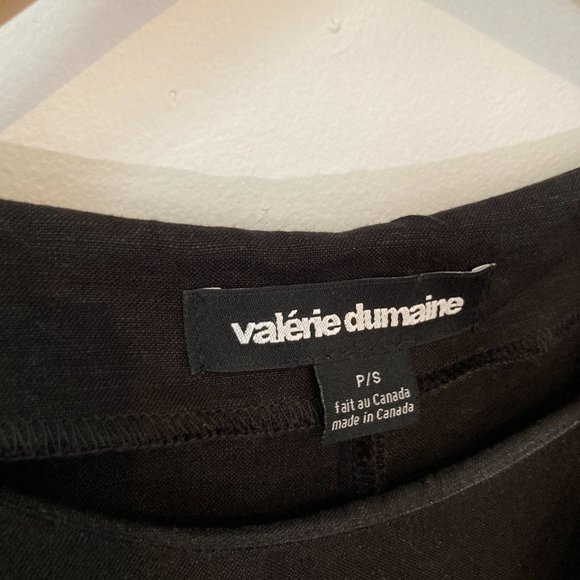 valérie dumaine
P/S
fait au Canada
made in Canada